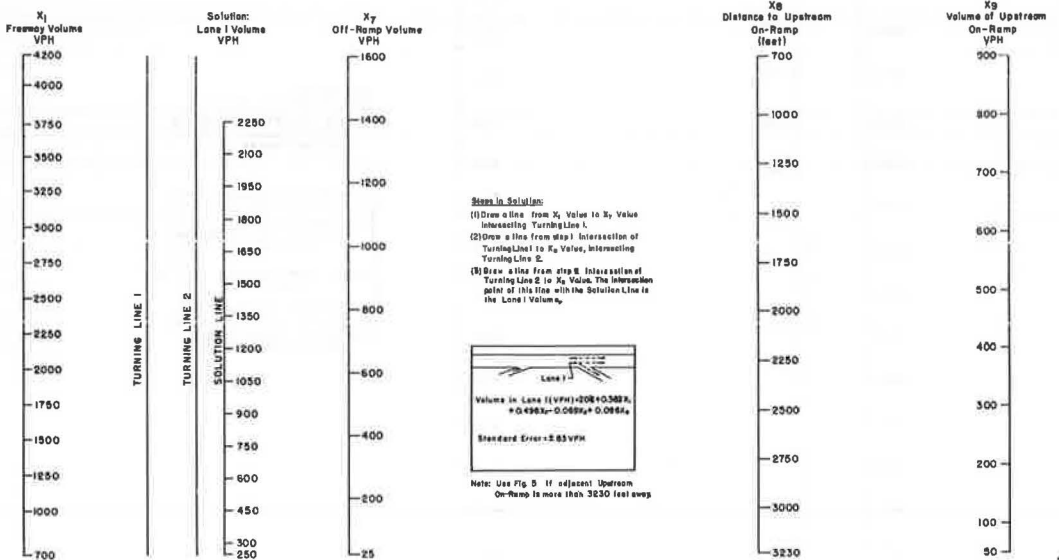 X1
Freeway Volume
VPH
4200
4000
3750
3500
3250
3000
2750
2500
2250
2000
1750
1500
1250
1000
700
TURNING LINE 1
TURNING LINE 2
Solution:
Lane 1 Volume
VPH
SOLUTION LINE
2250
2100
1950
1800
1650
1500
1350
1200
1050
900
750
600
450
300
250
X7
Off-Ramp Volume
VPH
1600
1400
1200
1000
800
600
400
200
25
Steps in Solution:
(1) Draw a line from X1 Value to X7 Value
intersecting Turning Line 1.
(2) Draw a line from step 1 intersection of
Turning Line 1 to Value, intersecting
Turning Line 2.
(3) Draw a line from step 2 intersection of
Turning Line 2 to Value. The intersection
point of this line with the Solution Line is
the Lane 1 Volume.
Lane 1
Volume in Lane 1 (VPH)
Standard Error = ± 83 VPH
Note: Use Fig. 5 if adjacent Upstream
On-Ramp is more than 3230 feet away.
X8
Distance to Upstream
On-Ramp
(feet)
700
1000
1250
1500
1750
2000
2250
2500
2750
3000
3230
X9
Volume of Upstream
On-Ramp
VPH
900
800
700
600
500
400
300
200
100
50